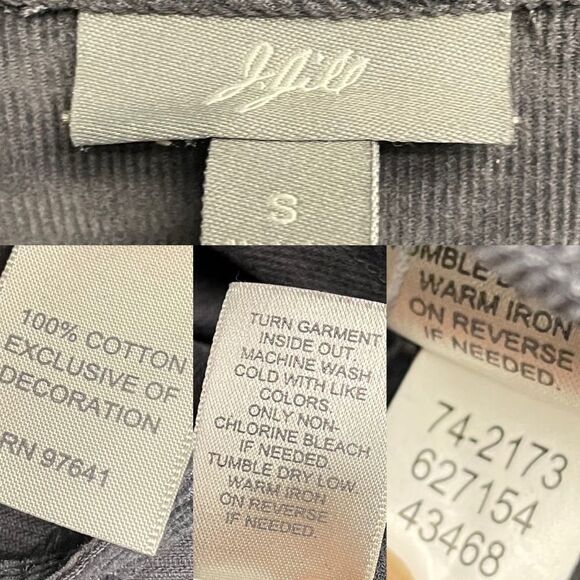 J.Jill
S
100% COTTON
EXCLUSIVE OF
DECORATION
RN 97641
TURN GARMENT
INSIDE OUT.
MACHINE WASH
COLD WITH LIKE
COLORS.
ONLY NON-
CHLORINE BLEACH
IF NEEDED.
TUMBLE DRY LOW.
WARM IRON
ON REVERSE
IF NEEDED.
WARM IRON
ON REVERSE
IF NEEDED.
74-2173
627154
43468